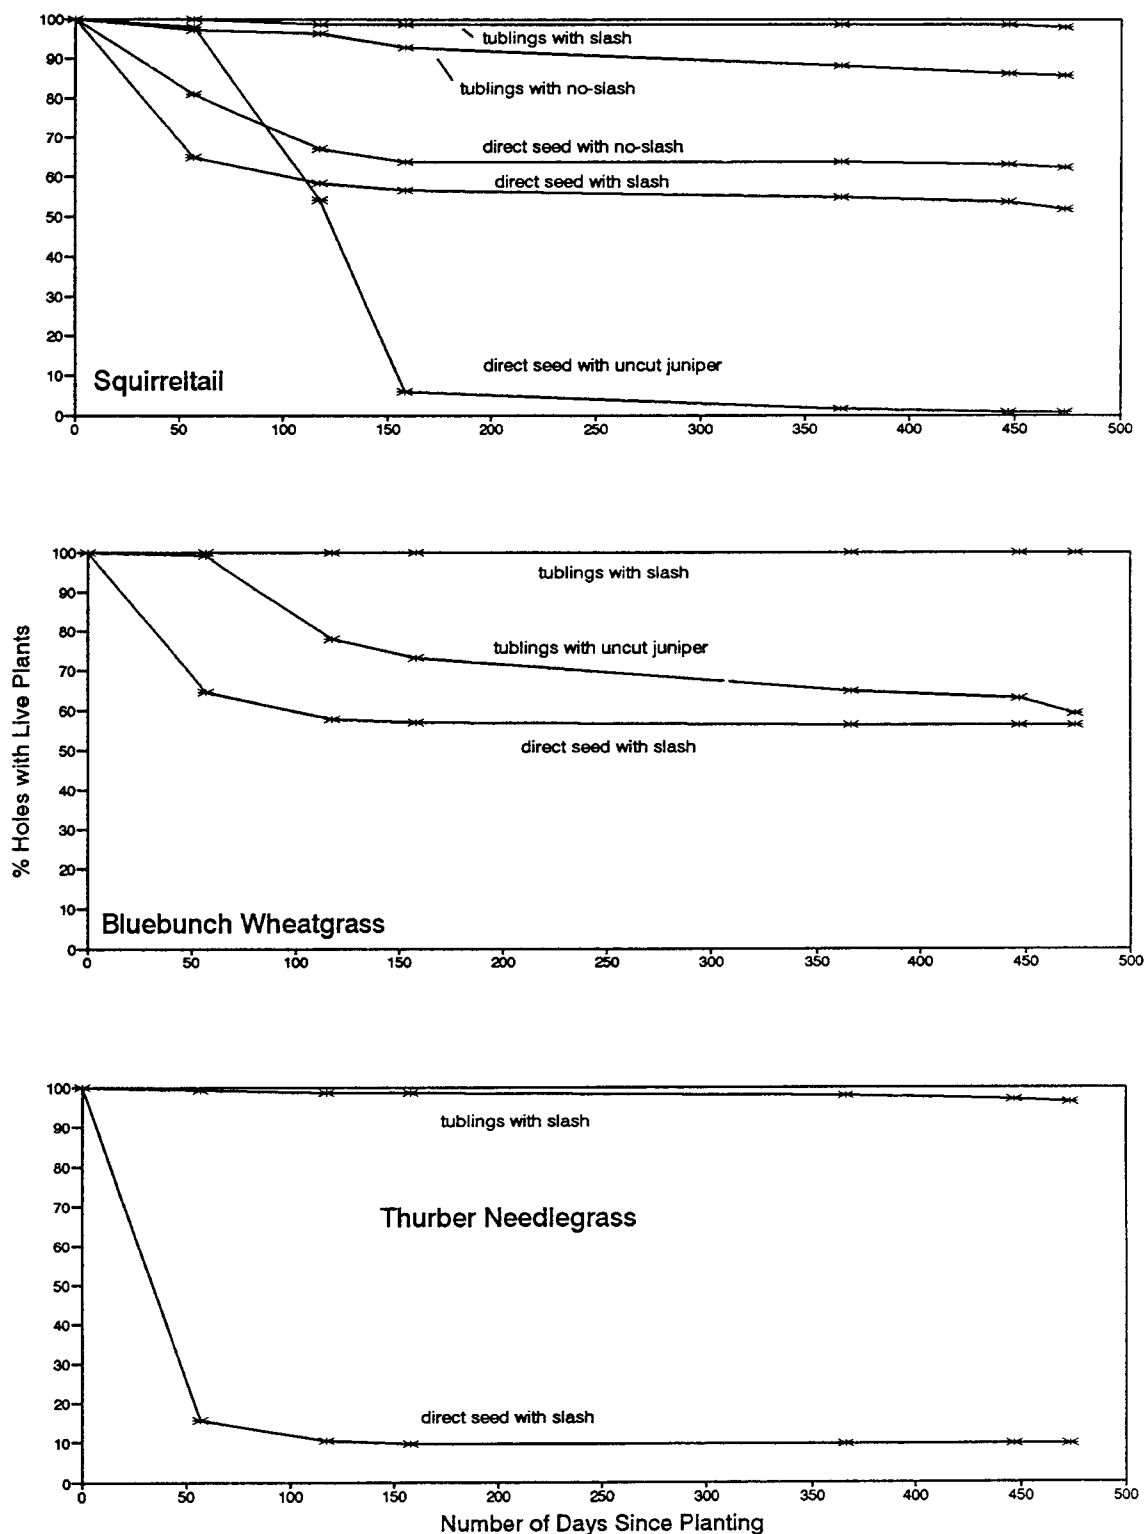 100
90
80
70
60
50
40
30
20
10
0
tublings with slash
tublings with no-slash
direct seed with no-slash
direct seed with slash
direct seed with uncut juniper
Squirreltail
0 50 100 150 200 250 300 350 400 450 500
% Holes with Live Plants
100
90
80
70
60
50
40
30
20
10
0
tublings with slash
tublings with uncut juniper
direct seed with slash
Bluebunch Wheatgrass
0 50 100 150 200 250 300 350 400 450 500
100
90
80
70
60
50
40
30
20
10
0
tublings with slash
Thurber Needlegrass
direct seed with slash
0 50 100 150 200 250 300 350 400 450 500
Number of Days Since Planting